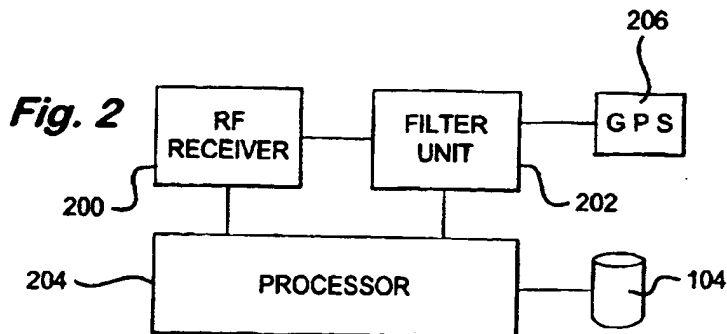 206
Fig. 2
RF RECEIVER
FILTER UNIT
GPS
200
202
204
PROCESSOR
104